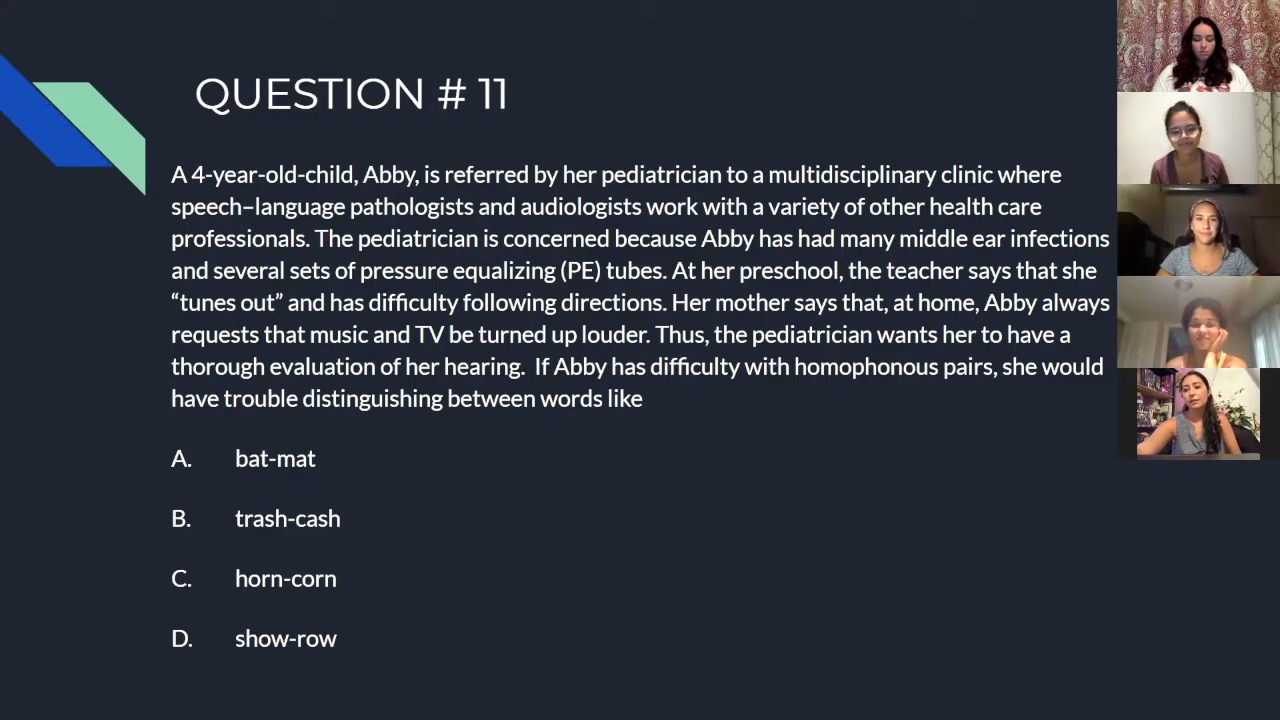 QUESTION # 11
A 4-year-old-child, Abby, is referred by her pediatrician to a multidisciplinary clinic where
speech–language pathologists and audiologists work with a variety of other health care
professionals. The pediatrician is concerned because Abby has had many middle ear infections
and several sets of pressure equalizing (PE) tubes. At her preschool, the teacher says that she
“tunes out” and has difficulty following directions. Her mother says that, at home, Abby always
requests that music and TV be turned up louder. Thus, the pediatrician wants her to have a
thorough evaluation of her hearing.  If Abby has difficulty with homophonous pairs, she would
have trouble distinguishing between words like
A. bat-mat
B. trash-cash
C. horn-corn
D. show-row